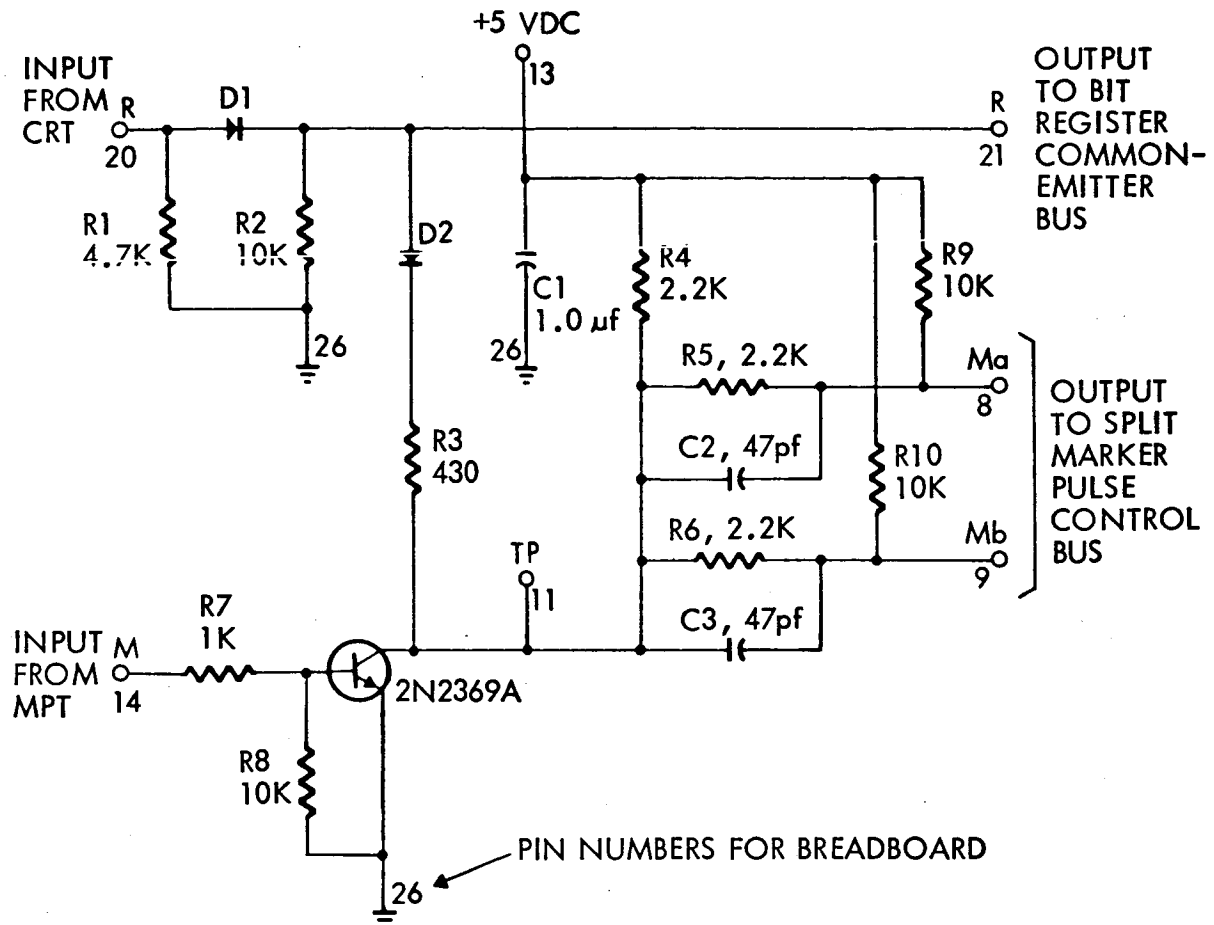 +5 VDC
13
INPUT
FROM
CRT
R
20
D1
R
21
OUTPUT
TO BIT
REGISTER
COMMON-
EMITTER
BUS
R1
4.7K
R2
10K
D2
26
C1
1.0 µf
26
R4
2.2K
R9
10K
R5, 2.2K
Ma
8
C2, 47pf
R10
10K
R3
430
R6, 2.2K
Mb
9
OUTPUT
TO SPLIT
MARKER
PULSE
CONTROL
BUS
TP
11
C3, 47pf
R7
1K
INPUT
FROM
MPT
M
14
2N2369A
R8
10K
PIN NUMBERS FOR BREADBOARD
26